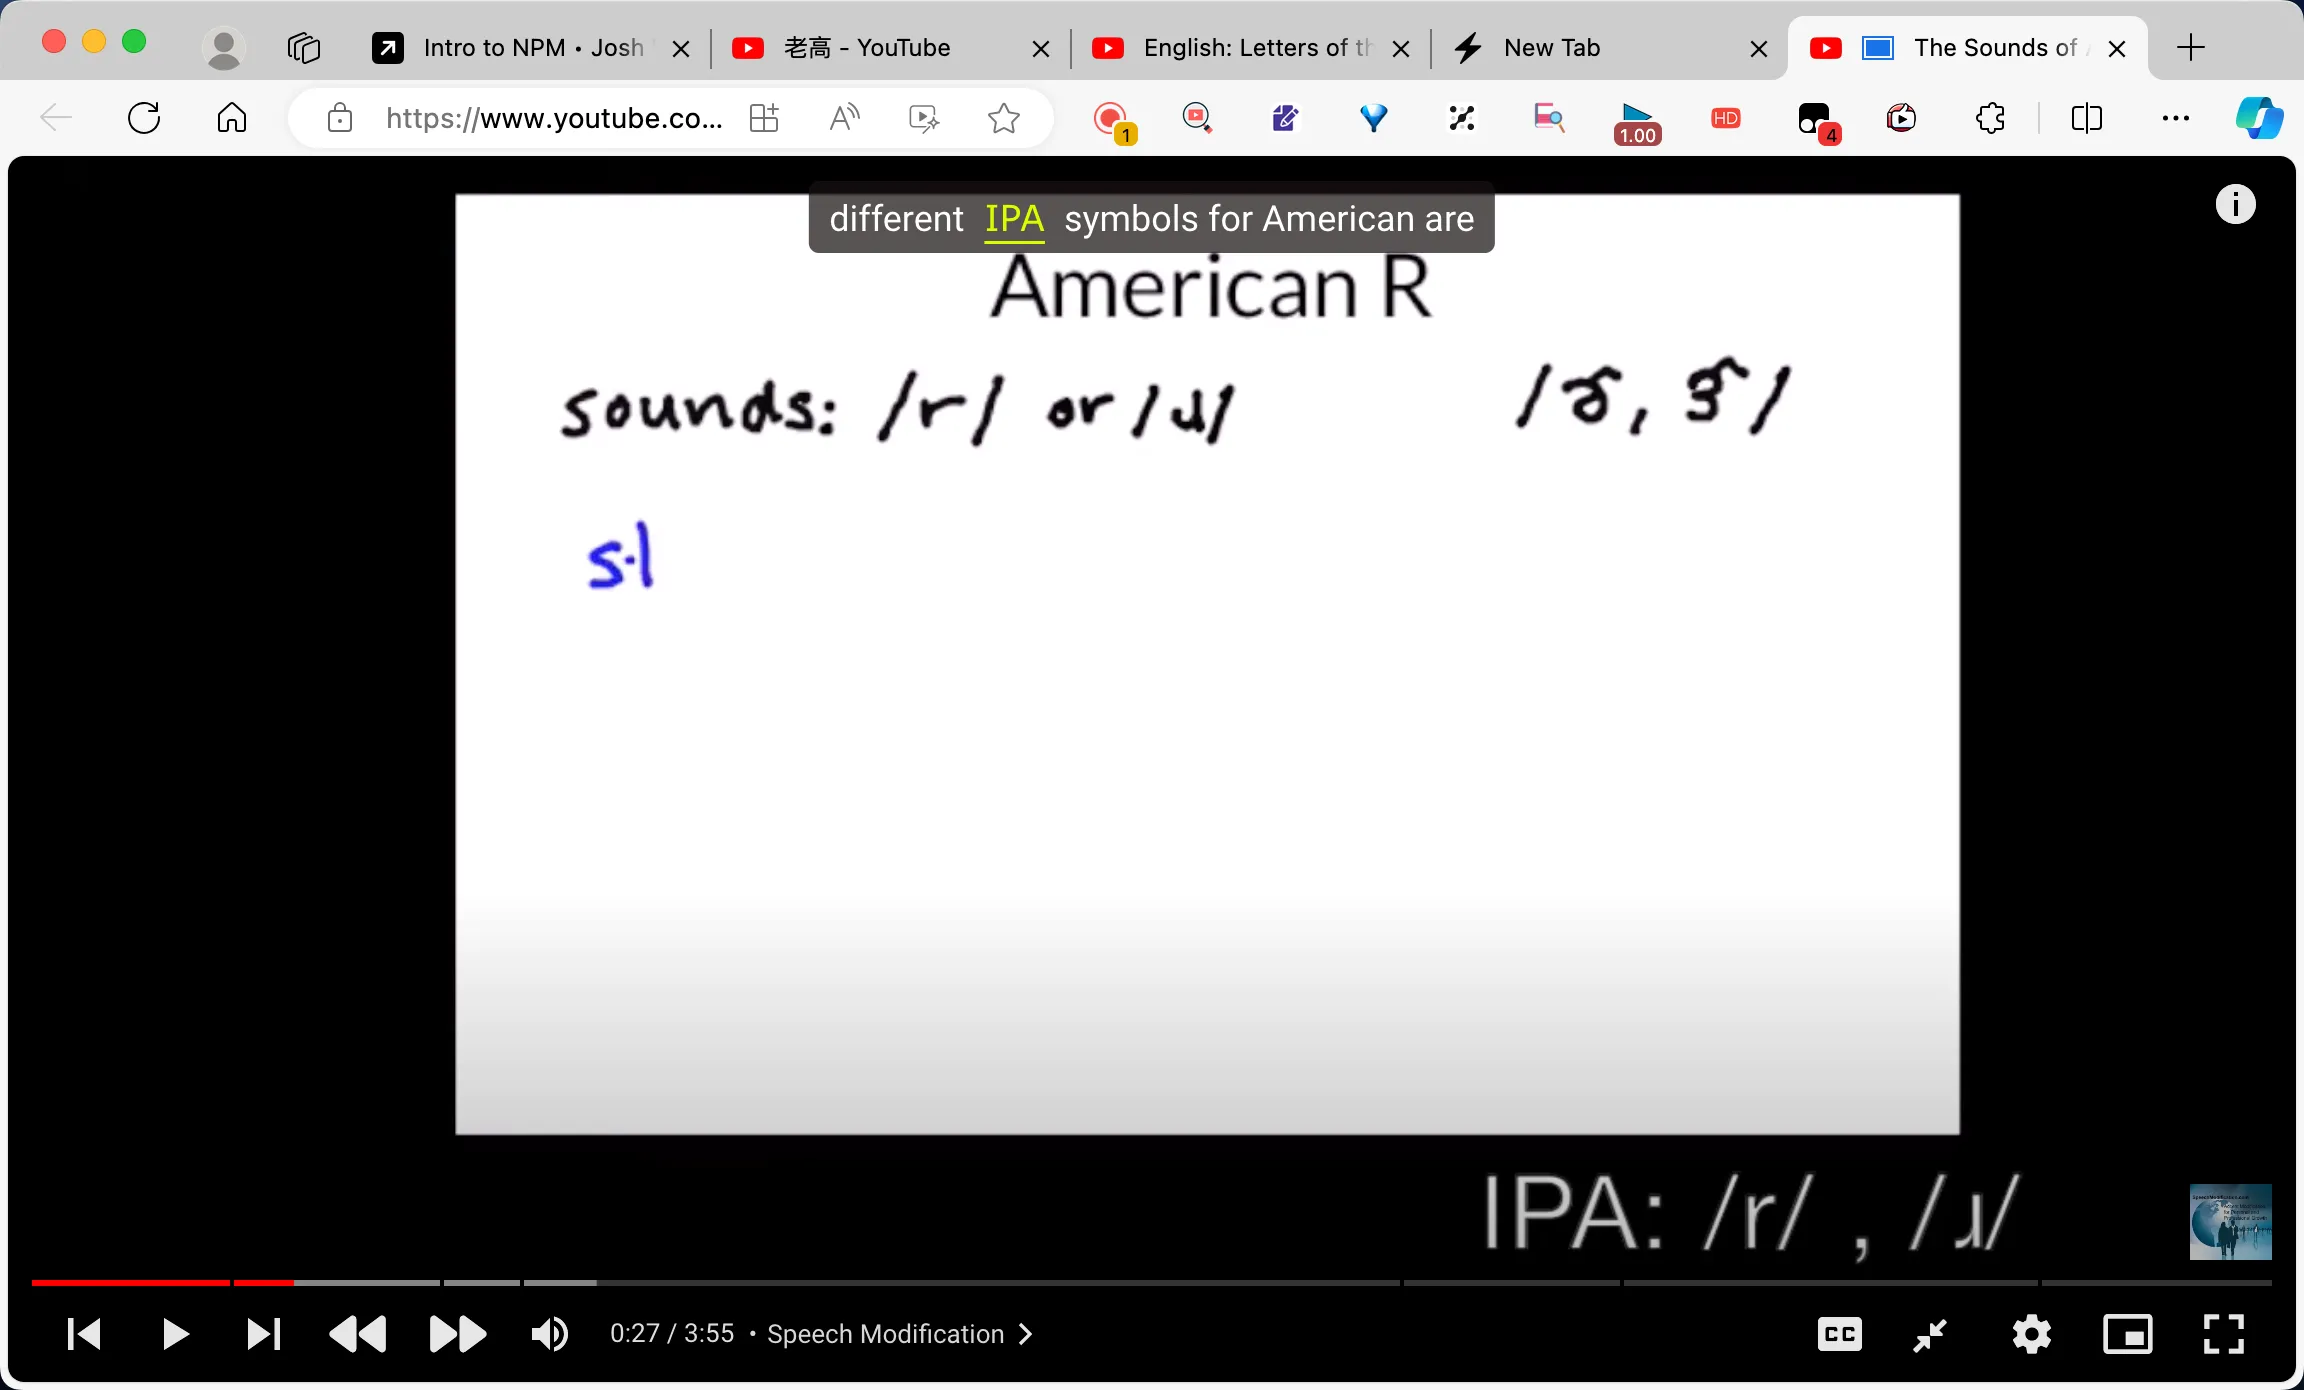 Intro to NPM • Josh
老高 - YouTube
English: Letters of th
New Tab
The Sounds of
https://www.youtube.co...
1
1.00
HD
4
different IPA symbols for American are
American R
sounds: /r/ or /ɹ/ /ɚ, ɝ/
s.l
IPA: /r/ , /ɹ/
0:27 / 3:55 • Speech Modification
CC